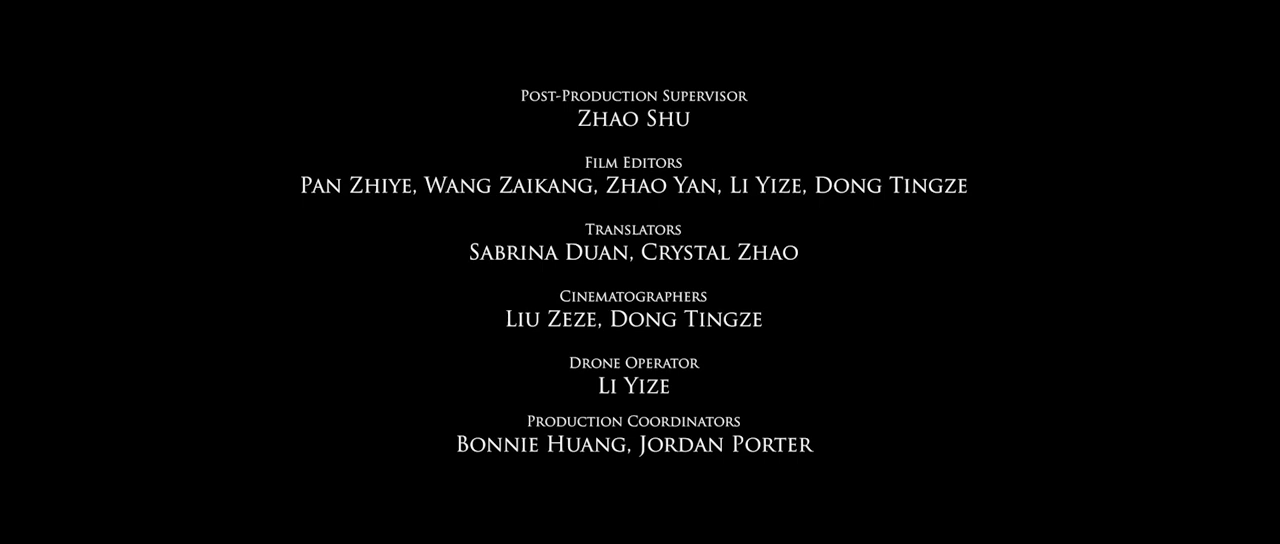 Post-Production Supervisor
Zhao Shu
Film Editors
Pan Zhiye, Wang Zaikang, Zhao Yan, Li Yize, Dong Tingze
Translators
Sabrina Duan, Crystal Zhao
Cinematographers
Liu Zeze, Dong Tingze
Drone Operator
Li Yize
Production Coordinators
Bonnie Huang, Jordan Porter